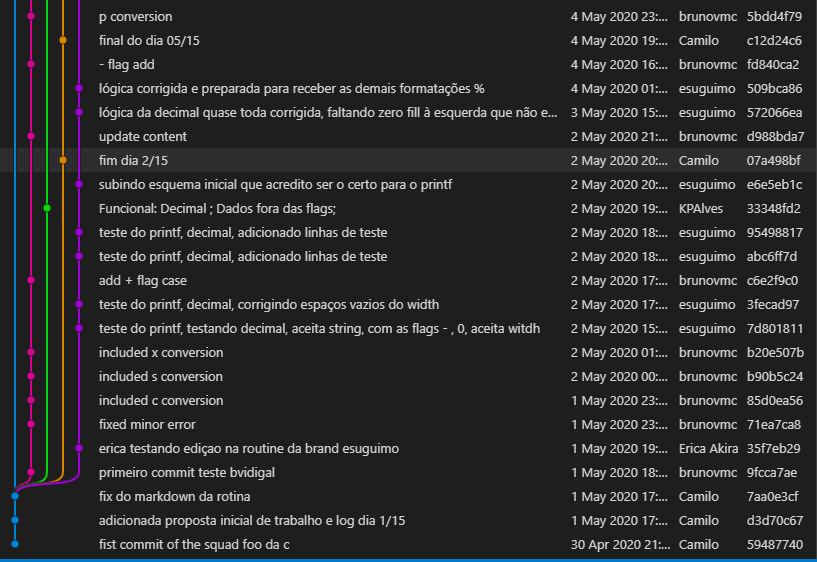 p conversion 4 May 2020 23:... brunovmc 5bdd4f79
final do dia 05/15 4 May 2020 19:... Camilo c12d24c6
- flag add 4 May 2020 16:... brunovmc fd840ca2
lógica corrigida e preparada para receber as demais formatações % 4 May 2020 01:... esuguimo 509bca86
lógica da decimal quase toda corrigida, faltando zero fill à esquerda que não e... 3 May 2020 15:... esuguimo 572066ea
update content 2 May 2020 21:... brunovmc d988bda7
fim dia 2/15 2 May 2020 20:... Camilo 07a498bf
subindo esquema inicial que acredito ser o certo para o printf 2 May 2020 20:... esuguimo e6e5eb1c
Funcional: Decimal ; Dados fora das flags; 2 May 2020 19:... KPAlves 33348fd2
teste do printf, decimal, adicionado linhas de teste 2 May 2020 18:... esuguimo 95498817
teste do printf, decimal, adicionado linhas de teste 2 May 2020 18:... esuguimo abc6ff7d
add + flag case 2 May 2020 17:... brunovmc c6e2f9c0
teste do printf, decimal, corrigindo espaços vazios do width 2 May 2020 17:... esuguimo 3fecad97
teste do printf, testando decimal, aceita string, com as flags - , 0, aceita witdh 2 May 2020 15:... esuguimo 7d801811
included x conversion 2 May 2020 01:... brunovmc b20e507b
included s conversion 2 May 2020 00:... brunovmc b90b5c24
included c conversion 1 May 2020 23:... brunovmc 85d0ea56
fixed minor error 1 May 2020 23:... brunovmc 71ea7ca8
erica testando ediçao na routine da brand esuguimo 1 May 2020 19:... Erica Akira 35f7eb29
primeiro commit teste bvidigal 1 May 2020 18:... brunovmc 9fcca7ae
fix do markdown da rotina 1 May 2020 17:... Camilo 7aa0e3cf
adicionada proposta inicial de trabalho e log dia 1/15 1 May 2020 17:... Camilo d3d70c67
fist commit of the squad foo da c 30 Apr 2020 21:... Camilo 59487740